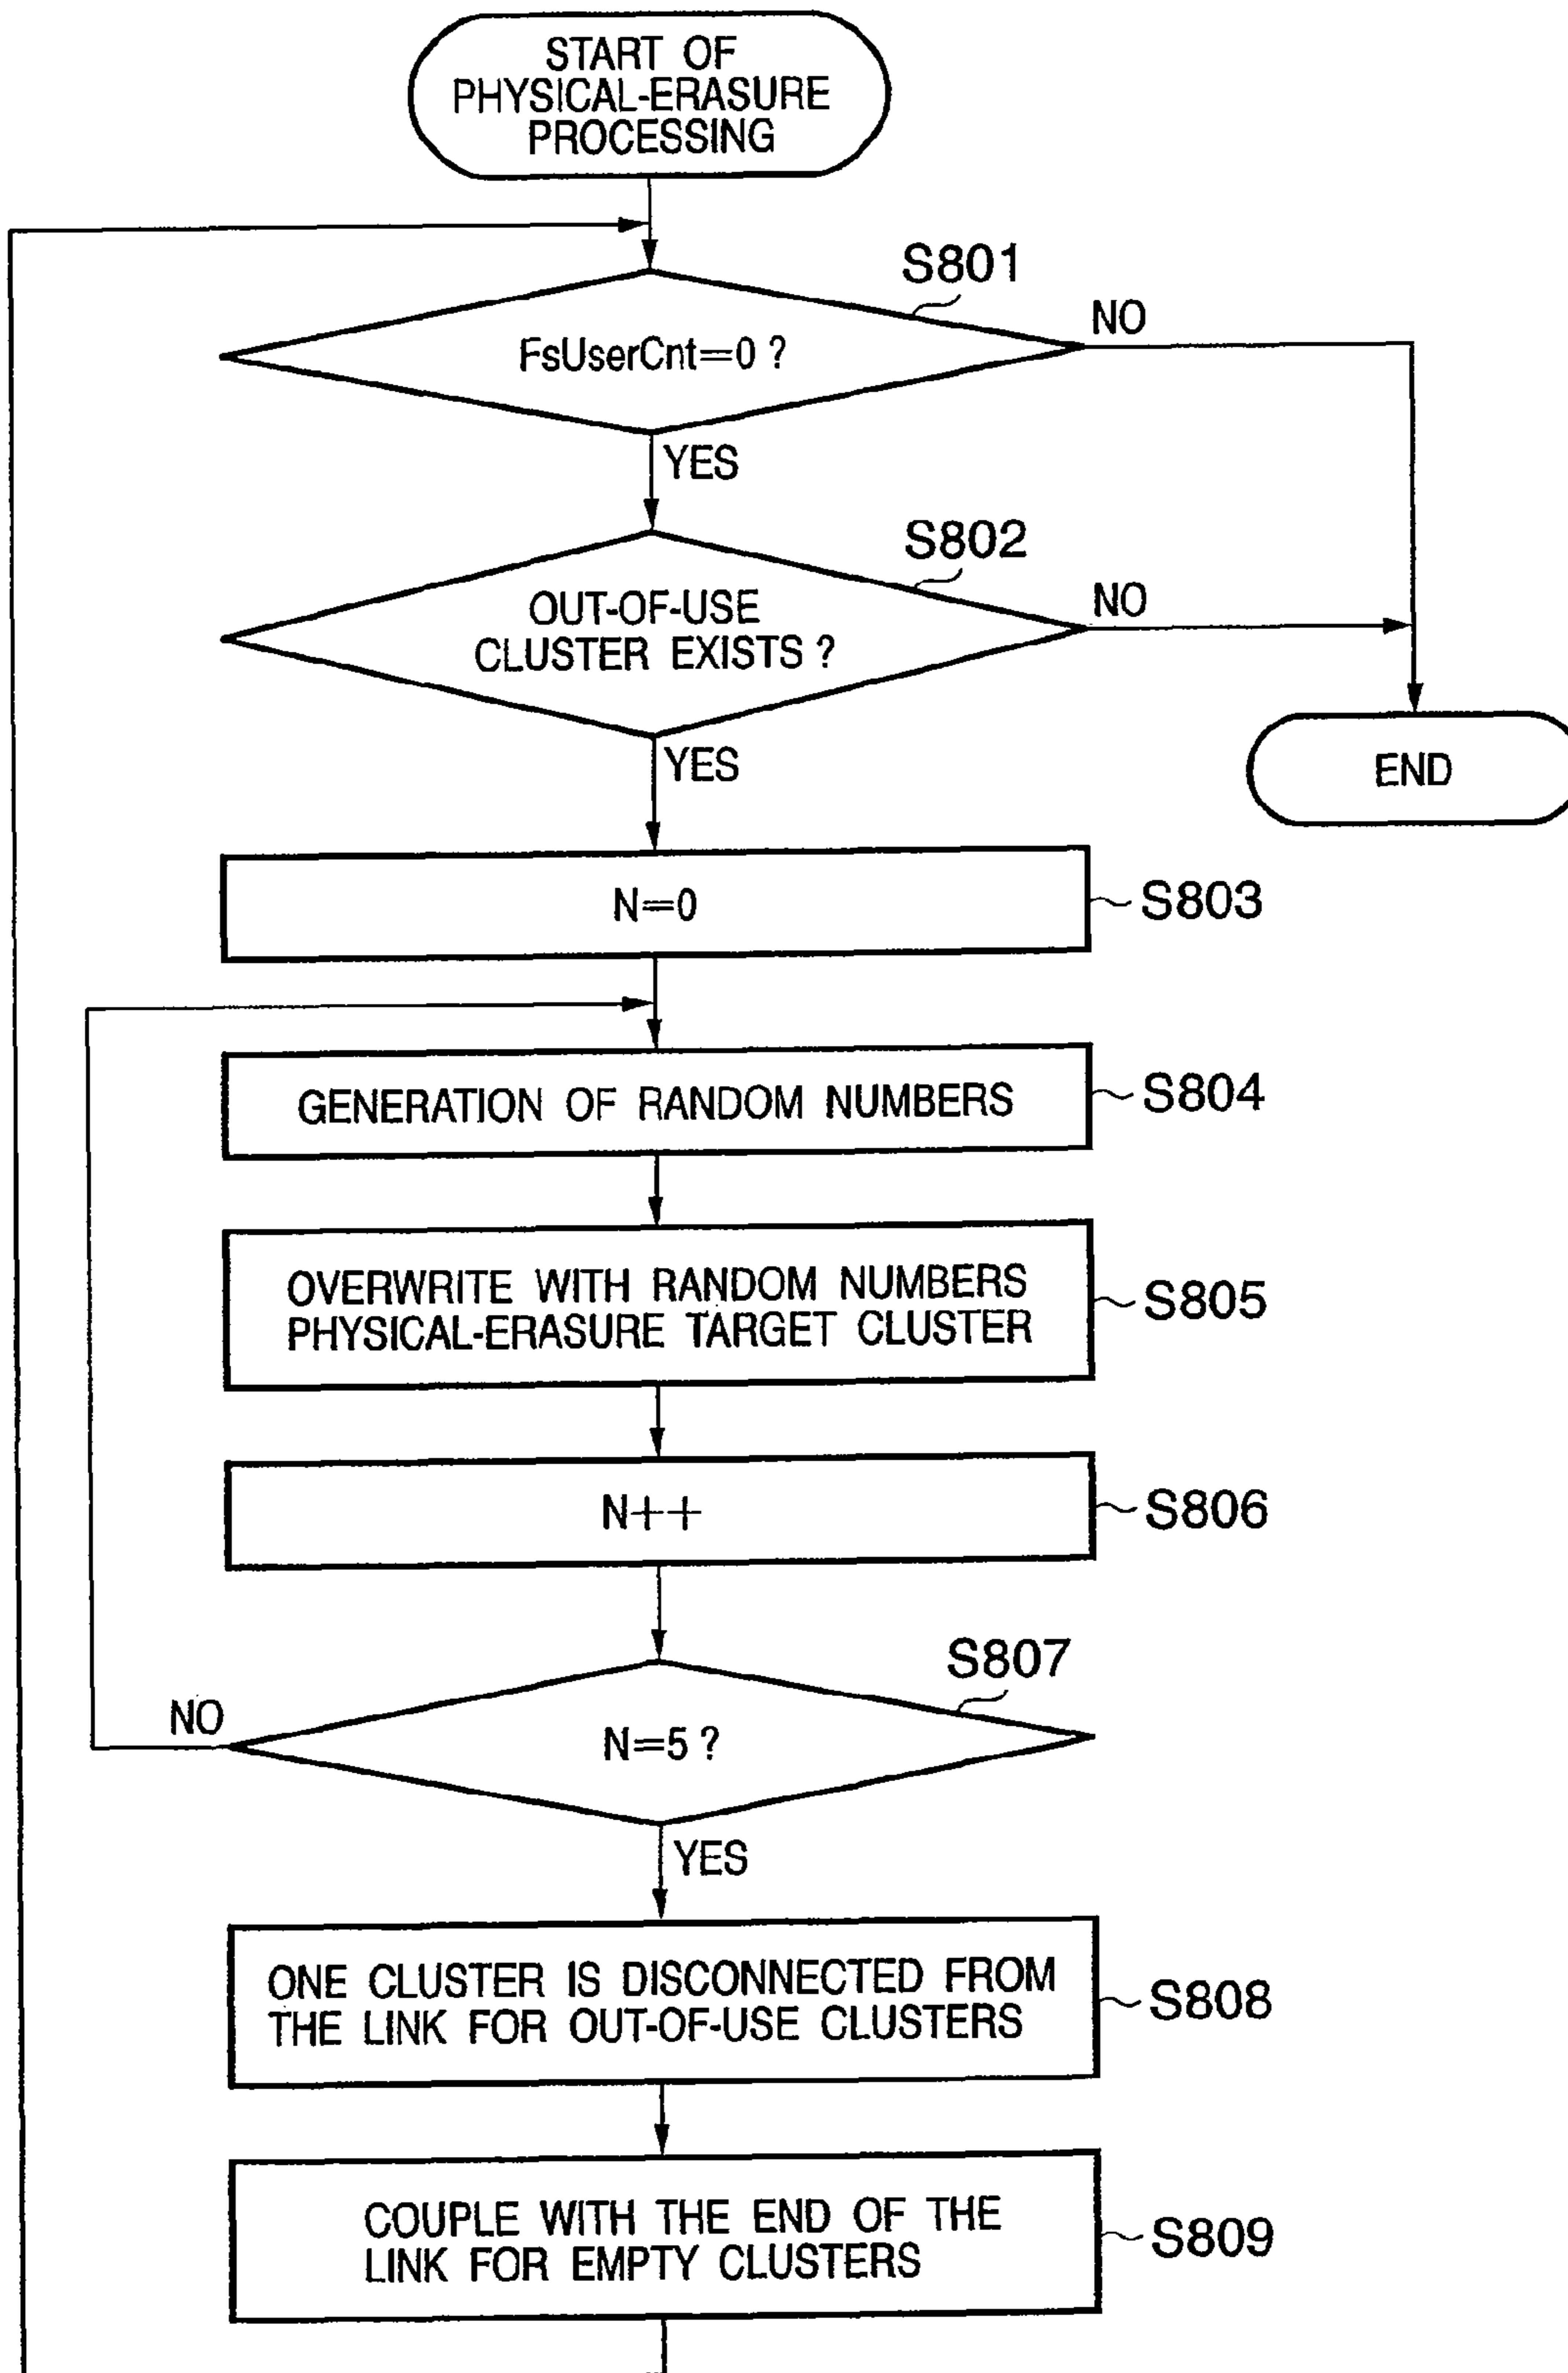 START OF
PHYSICAL-ERASURE
PROCESSING
S801
FsUserCnt=0 ?
NO
YES
S802
OUT-OF-USE
CLUSTER EXISTS ?
NO
YES
END
N=0
S803
GENERATION OF RANDOM NUMBERS
S804
OVERWRITE WITH RANDOM NUMBERS
PHYSICAL-ERASURE TARGET CLUSTER
S805
N++
S806
S807
N=5 ?
NO
YES
ONE CLUSTER IS DISCONNECTED FROM
THE LINK FOR OUT-OF-USE CLUSTERS
S808
COUPLE WITH THE END OF THE
LINK FOR EMPTY CLUSTERS
S809